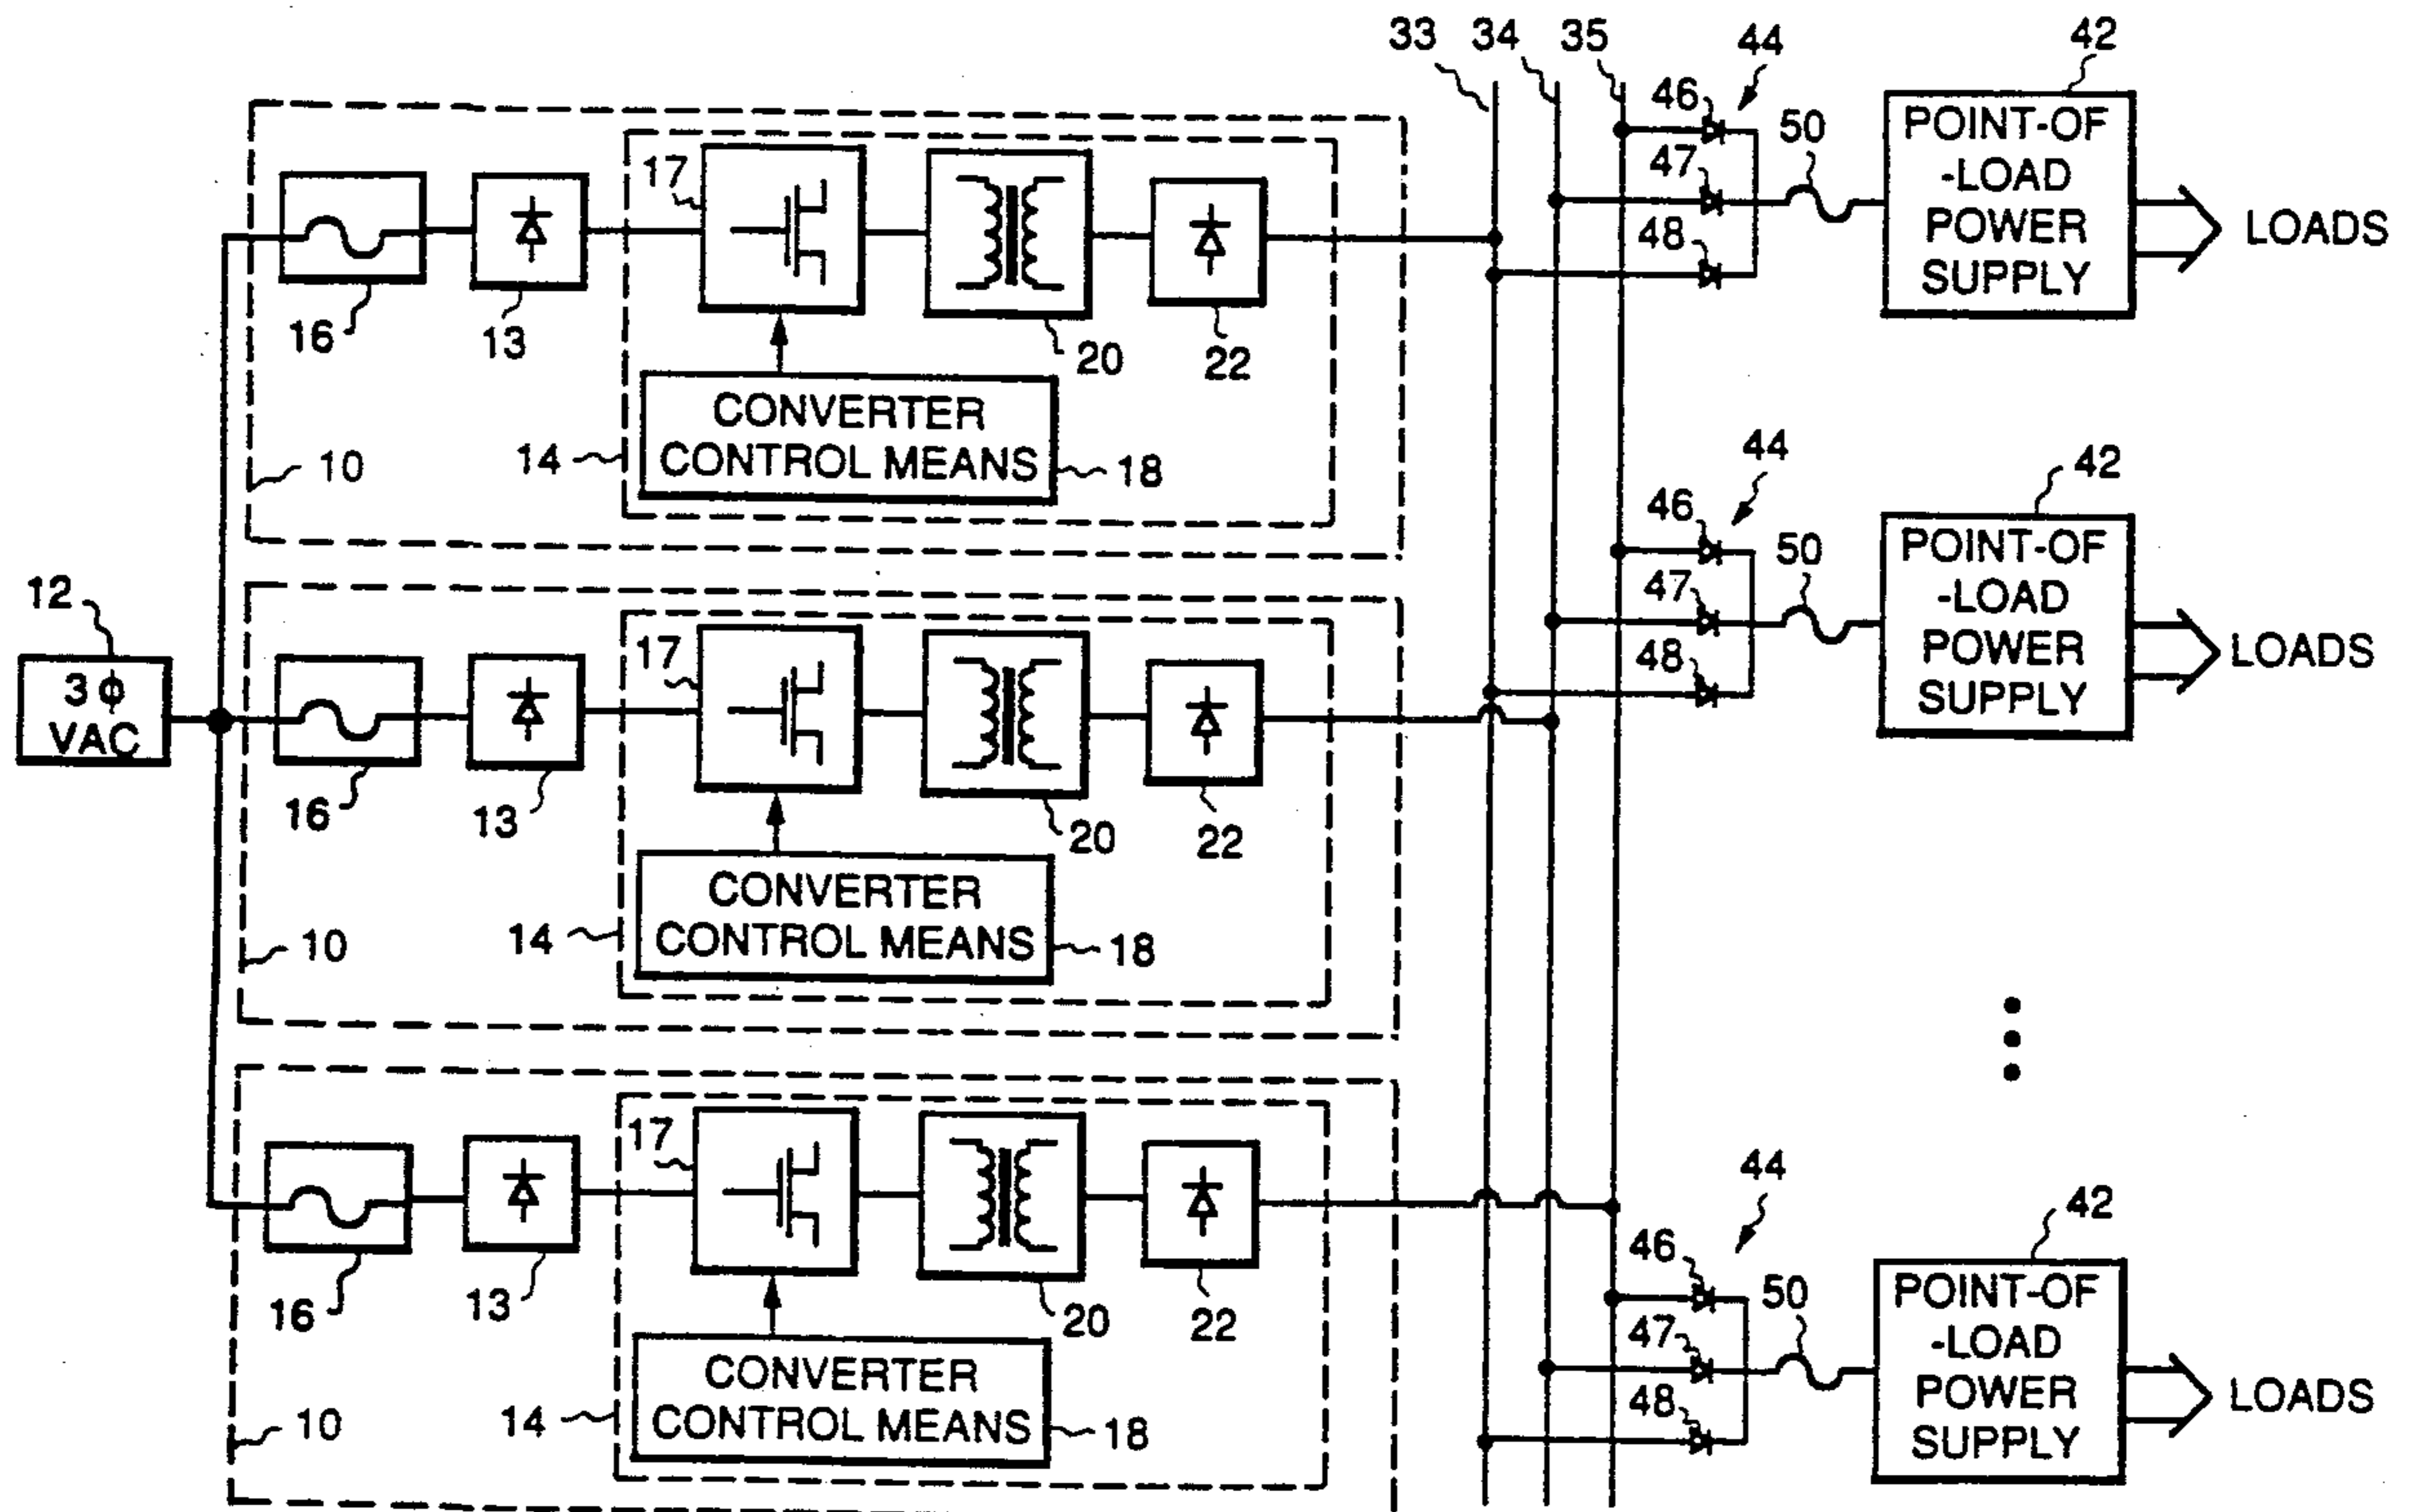 33 34 35 44 42
46
47
48
50
POINT-OF
-LOAD
POWER
SUPPLY
LOADS
17
16
13
20
22
CONVERTER
CONTROL MEANS
14
18
10
44 42
46
47
48
50
POINT-OF
-LOAD
POWER
SUPPLY
LOADS
12
3 ϕ
VAC
17
16
13
20
22
CONVERTER
CONTROL MEANS
14
18
10
44 42
46
47
48
50
POINT-OF
-LOAD
POWER
SUPPLY
LOADS
17
16
13
20
22
CONVERTER
CONTROL MEANS
14
18
10